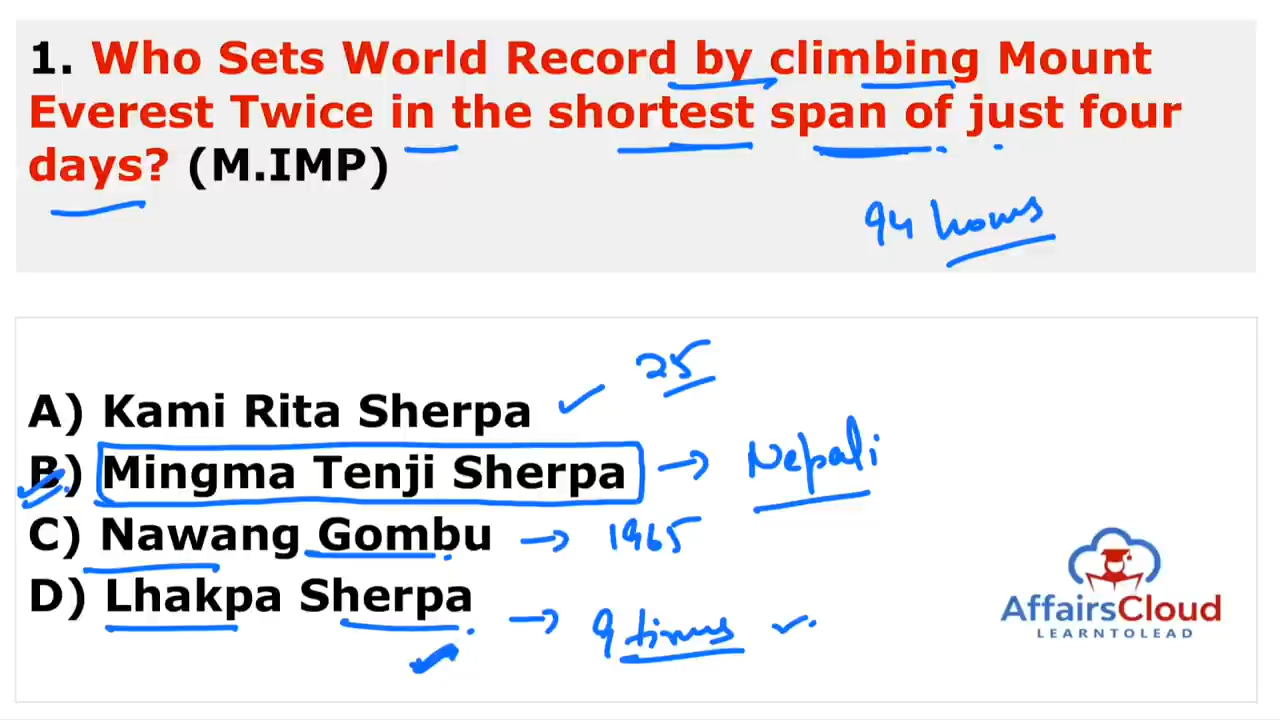 1. Who Sets World Record by climbing Mount
Everest Twice in the shortest span of just four
days? (M.IMP)
94 hours
25
A) Kami Rita Sherpa
B) Mingma Tenji Sherpa → Nepali
C) Nawang Gombu → 1965
D) Lhakpa Sherpa → 9 times
AffairsCloud
LEARNTOLEAD